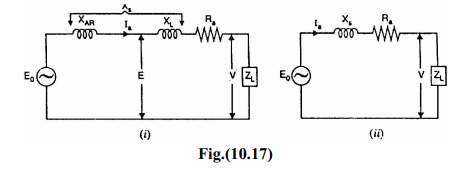 Xs
XAR Ia XL Ra
E0 E V ZL
(i)
Ia Xs Ra
E0 V ZL
(ii)
Fig.(10.17)